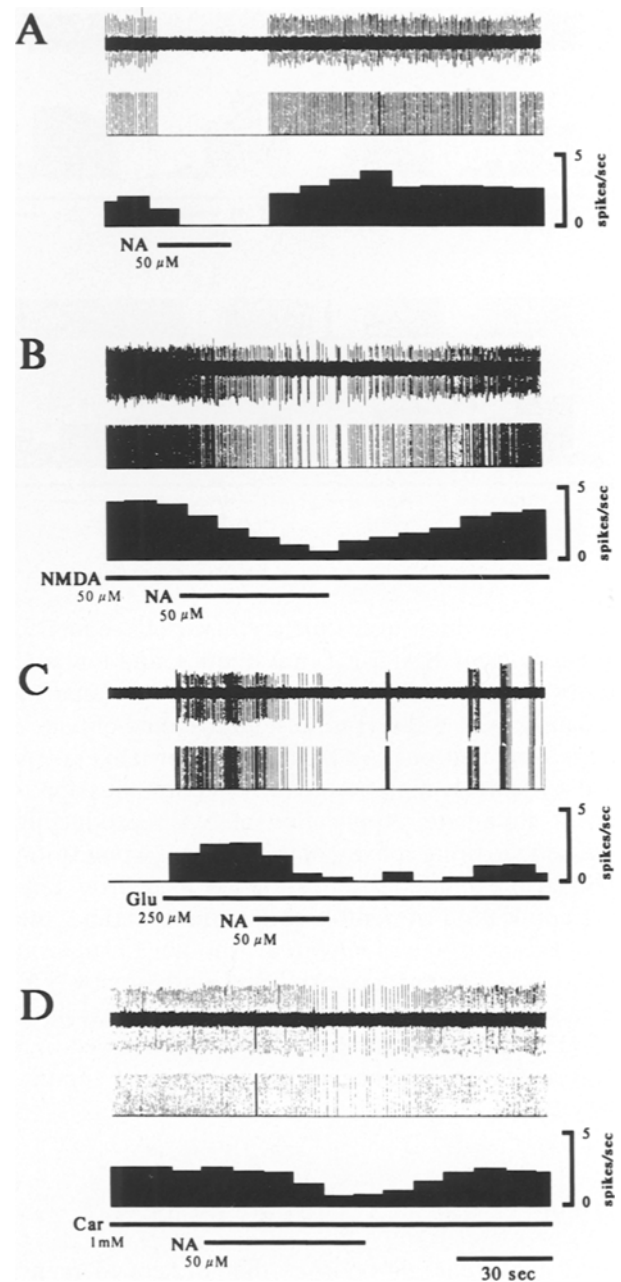 A
5
0
spikes/sec
NA
50 μM
B
5
0
spikes/sec
NMDA
50 μM
NA
50 μM
C
5
0
spikes/sec
Glu
250 μM
NA
50 μM
D
5
0
spikes/sec
Car
1mM
NA
50 μM
30 sec